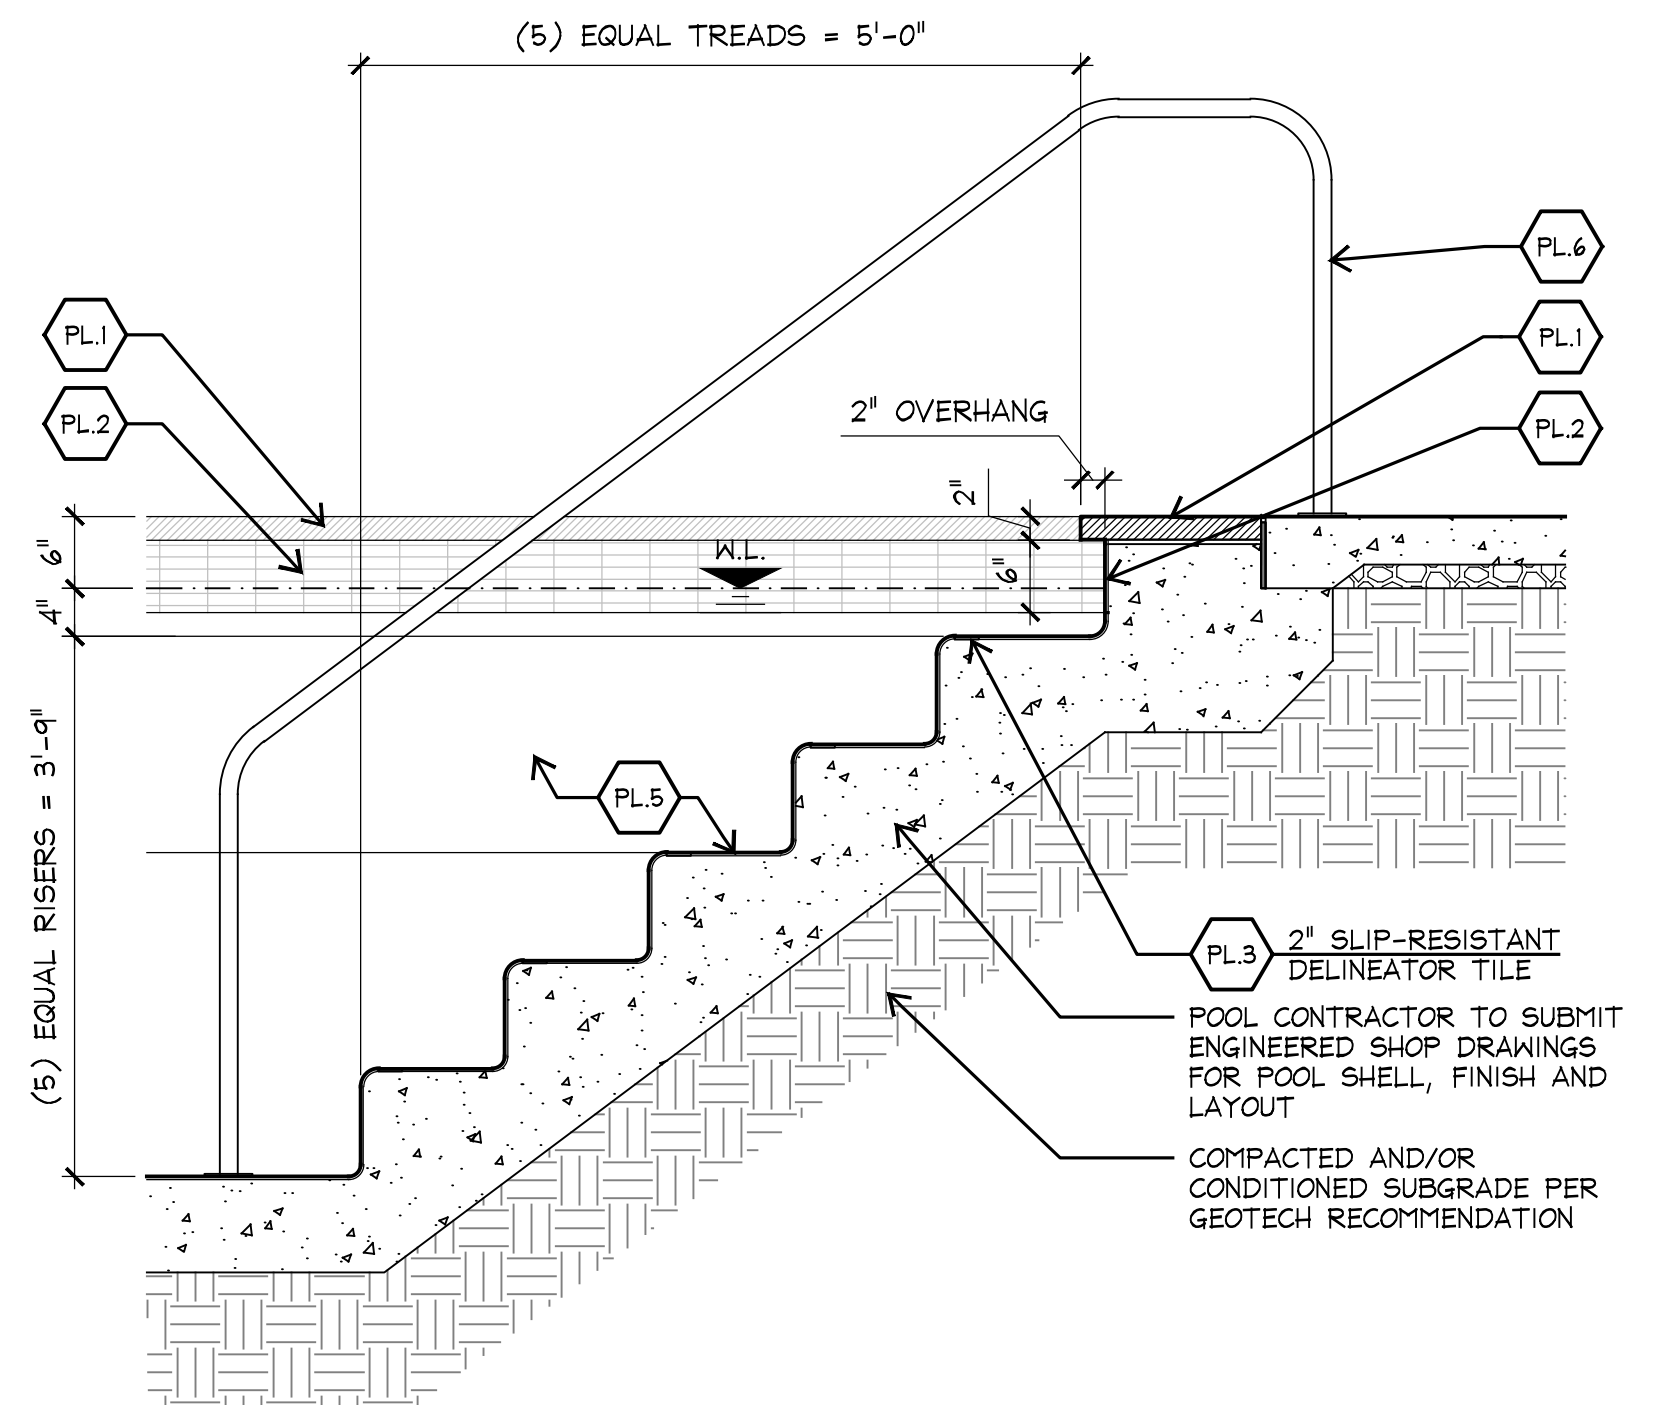 (5) EQUAL TREADS = 5'-0"
PL.6
PL.1
PL.1
PL.2
PL.2
2" OVERHANG
2"
6"
W.L.
6"
4"
(5) EQUAL RISERS = 3'-9"
PL.5
PL.3
2" SLIP-RESISTANT
DELINEATOR TILE
POOL CONTRACTOR TO SUBMIT
ENGINEERED SHOP DRAWINGS
FOR POOL SHELL, FINISH AND
LAYOUT
COMPACTED AND/OR
CONDITIONED SUBGRADE PER
GEOTECH RECOMMENDATION